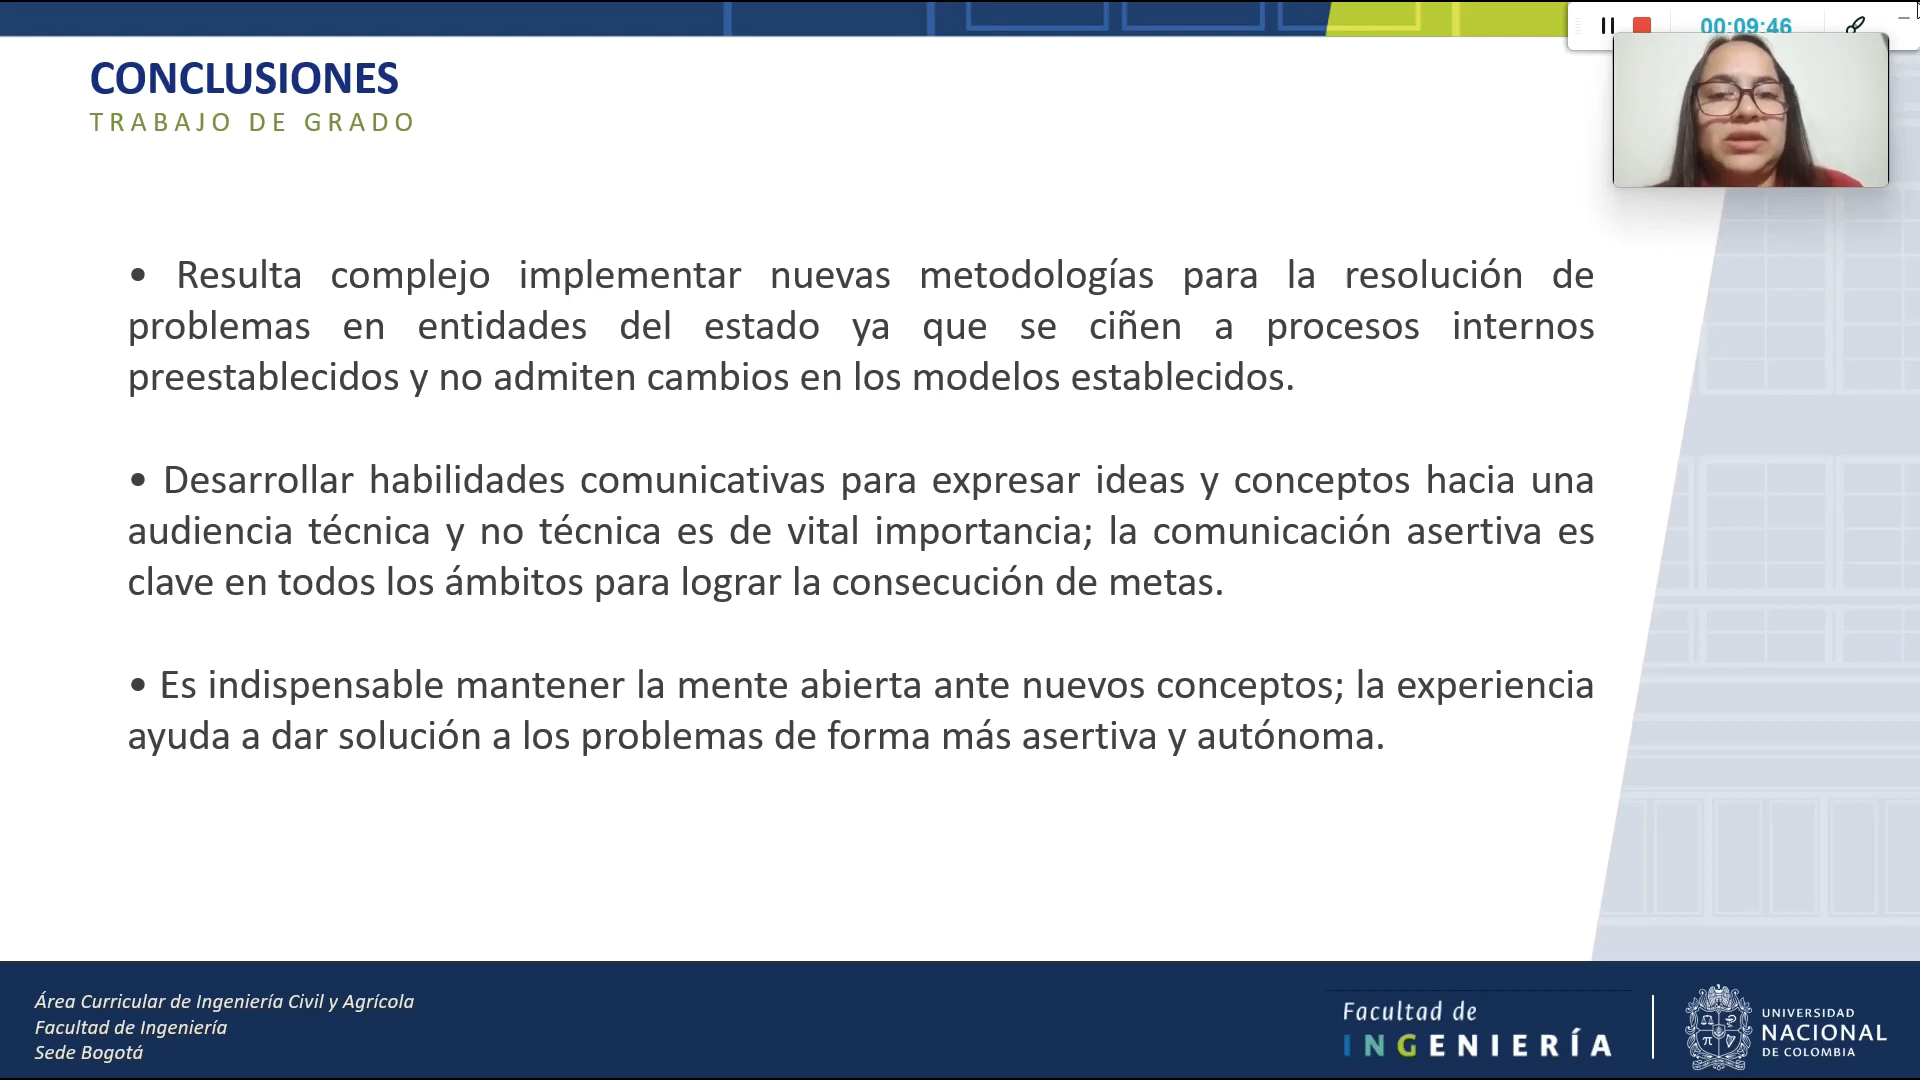 00:09:46
CONCLUSIONES
TRABAJO DE GRADO
• Resulta complejo implementar nuevas metodologías para la resolución de
problemas en entidades del estado ya que se ciñen a procesos internos
preestablecidos y no admiten cambios en los modelos establecidos.
• Desarrollar habilidades comunicativas para expresar ideas y conceptos hacia una
audiencia técnica y no técnica es de vital importancia; la comunicación asertiva es
clave en todos los ámbitos para lograr la consecución de metas.
• Es indispensable mantener la mente abierta ante nuevos conceptos; la experiencia
ayuda a dar solución a los problemas de forma más asertiva y autónoma.
Área Curricular de Ingeniería Civil y Agrícola
Facultad de Ingeniería
Sede Bogotá
Facultad de
INGENIERÍA
UNIVERSIDAD
NACIONAL
DE COLOMBIA